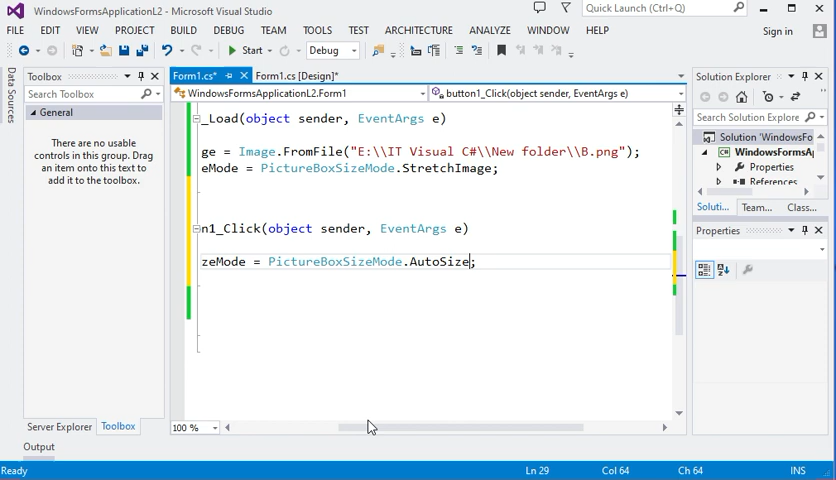 WindowsFormsApplicationL2 - Microsoft Visual Studio
Quick Launch (Ctrl+Q)
FILE EDIT VIEW PROJECT BUILD DEBUG TEAM TOOLS TEST ARCHITECTURE ANALYZE WINDOW HELP
Sign in
Start Debug
Data Sources
Toolbox
Search Toolbox
General
There are no usable
controls in this group. Drag
an item onto this text to
add it to the toolbox.
Server Explorer Toolbox
Form1.cs* Form1.cs [Design]*
WindowsFormsApplicationL2.Form1 button1_Click(object sender, EventArgs e)
_Load(object sender, EventArgs e)
ge = Image.FromFile("E:\\IT Visual C#\\New folder\\B.png");
eMode = PictureBoxSizeMode.StretchImage;
n1_Click(object sender, EventArgs e)
zeMode = PictureBoxSizeMode.AutoSize;
100 %
Solution Explorer
Search Solution Explorer
Solution 'WindowsFo
WindowsFormsAp
Properties
References
Soluti... Team... Class...
Properties
Output
Ready Ln 29 Col 64 Ch 64 INS